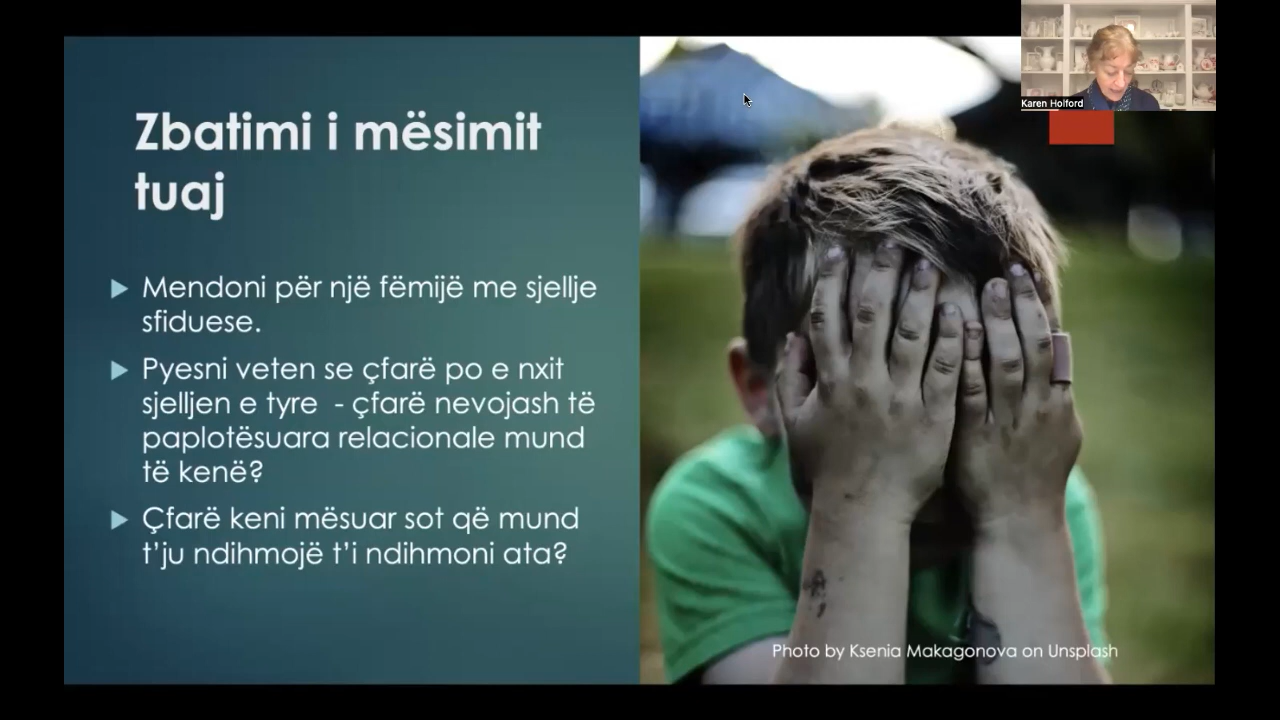 Zbatimi i mësimit
tuaj
Mendoni për një fëmijë me sjellje
sfiduese.
Pyesni veten se çfarë po e nxit
sjelljen e tyre - çfarë nevojash të
paplotësuara relacionale mund
të kenë?
Çfarë keni mësuar sot që mund
t'ju ndihmojë t'i ndihmoni ata?
Karen Holford
Photo by Ksenia Makagonova on Unsplash